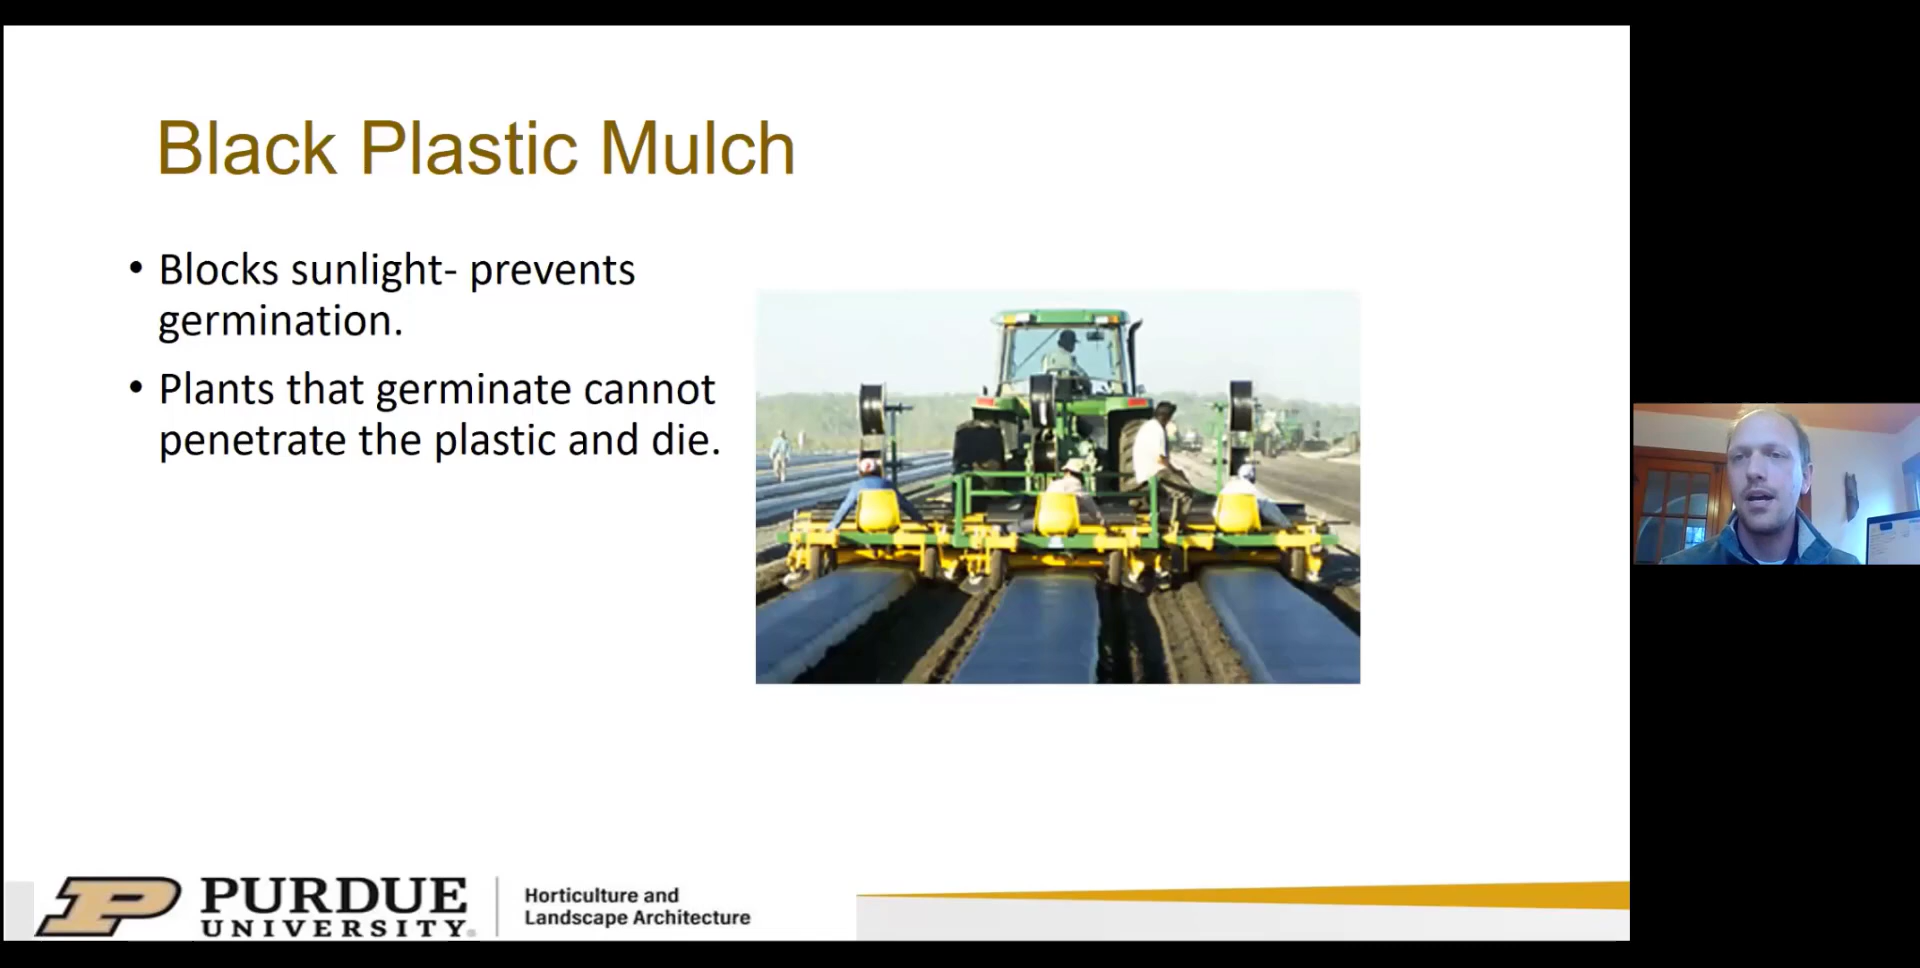 Black Plastic Mulch
• Blocks sunlight- prevents
germination.
• Plants that germinate cannot
penetrate the plastic and die.
PURDUE
UNIVERSITY®
Horticulture and
Landscape Architecture